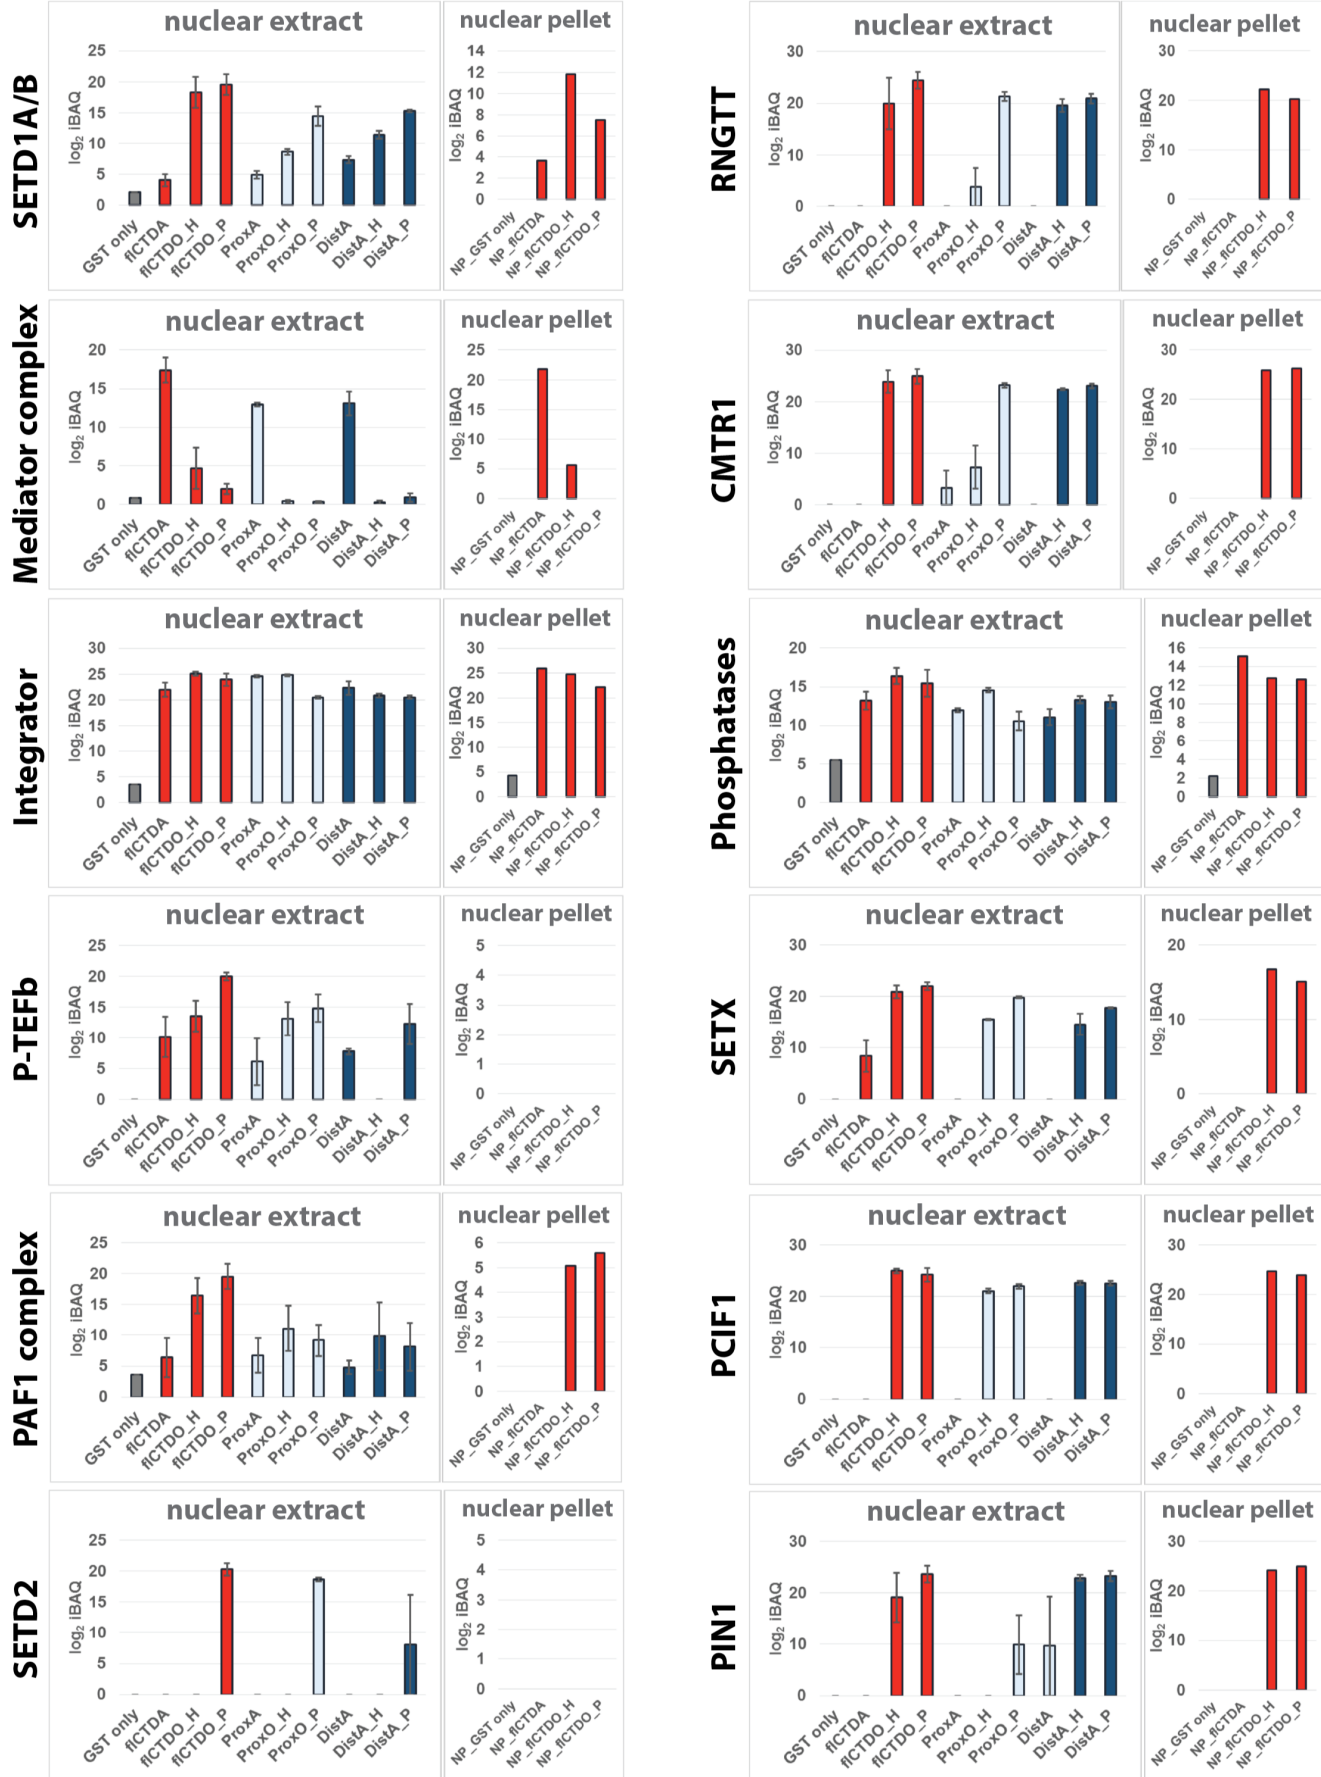 SETD1A/B
nuclear extract
log2 iBAQ
25
20
15
10
5
0
GST only
flCTDA
flCTDO_H
flCTDO_P
ProxA
ProxO_H
ProxO_P
DistA
DistA_H
DistA_P
nuclear pellet
log2 iBAQ
14
12
10
8
6
4
2
0
NP_GST only
NP_flCTDA
NP_flCTDO_H
NP_flCTDO_P
RNGTT
nuclear extract
log2 iBAQ
30
20
10
0
GST only
flCTDA
flCTDO_H
flCTDO_P
ProxA
ProxO_H
ProxO_P
DistA
DistA_H
DistA_P
nuclear pellet
log2 iBAQ
30
20
10
0
NP_GST only
NP_flCTDA
NP_flCTDO_H
NP_flCTDO_P
Mediator complex
nuclear extract
log2 iBAQ
20
15
10
5
0
GST only
flCTDA
flCTDO_H
flCTDO_P
ProxA
ProxO_H
ProxO_P
DistA
DistA_H
DistA_P
nuclear pellet
log2 iBAQ
25
20
15
10
5
0
NP_GST only
NP_flCTDA
NP_flCTDO_H
NP_flCTDO_P
CMTR1
nuclear extract
log2 iBAQ
30
20
10
0
GST only
flCTDA
flCTDO_H
flCTDO_P
ProxA
ProxO_H
ProxO_P
DistA
DistA_H
DistA_P
nuclear pellet
log2 iBAQ
30
20
10
0
NP_GST only
NP_flCTDA
NP_flCTDO_H
NP_flCTDO_P
Integrator
nuclear extract
log2 iBAQ
30
25
20
15
10
5
0
GST only
flCTDA
flCTDO_H
flCTDO_P
ProxA
ProxO_H
ProxO_P
DistA
DistA_H
DistA_P
nuclear pellet
log2 iBAQ
30
25
20
15
10
5
0
NP_GST only
NP_flCTDA
NP_flCTDO_H
NP_flCTDO_P
Phosphatases
nuclear extract
log2 iBAQ
20
15
10
5
0
GST only
flCTDA
flCTDO_H
flCTDO_P
ProxA
ProxO_H
ProxO_P
DistA
DistA_H
DistA_P
nuclear pellet
log2 iBAQ
16
14
12
10
8
6
4
2
0
NP_GST only
NP_flCTDA
NP_flCTDO_H
NP_flCTDO_P
P-TEFb
nuclear extract
log2 iBAQ
25
20
15
10
5
0
GST only
flCTDA
flCTDO_H
flCTDO_P
ProxA
ProxO_H
ProxO_P
DistA
DistA_H
DistA_P
nuclear pellet
log2 iBAQ
5
4
3
2
1
0
NP_GST only
NP_flCTDA
NP_flCTDO_H
NP_flCTDO_P
SETX
nuclear extract
log2 iBAQ
30
20
10
0
GST only
flCTDA
flCTDO_H
flCTDO_P
ProxA
ProxO_H
ProxO_P
DistA
DistA_H
DistA_P
nuclear pellet
log2 iBAQ
20
10
0
NP_GST only
NP_flCTDA
NP_flCTDO_H
NP_flCTDO_P
PAF1 complex
nuclear extract
log2 iBAQ
25
20
15
10
5
0
GST only
flCTDA
flCTDO_H
flCTDO_P
ProxA
ProxO_H
ProxO_P
DistA
DistA_H
DistA_P
nuclear pellet
log2 iBAQ
6
5
4
3
2
1
0
NP_GST only
NP_flCTDA
NP_flCTDO_H
NP_flCTDO_P
PCIF1
nuclear extract
log2 iBAQ
30
20
10
0
GST only
flCTDA
flCTDO_H
flCTDO_P
ProxA
ProxO_H
ProxO_P
DistA
DistA_H
DistA_P
nuclear pellet
log2 iBAQ
30
20
10
0
NP_GST only
NP_flCTDA
NP_flCTDO_H
NP_flCTDO_P
SETD2
nuclear extract
log2 iBAQ
25
20
15
10
5
0
GST only
flCTDA
flCTDO_H
flCTDO_P
ProxA
ProxO_H
ProxO_P
DistA
DistA_H
DistA_P
nuclear pellet
log2 iBAQ
5
4
3
2
1
0
NP_GST only
NP_flCTDA
NP_flCTDO_H
NP_flCTDO_P
PIN1
nuclear extract
log2 iBAQ
30
20
10
0
GST only
flCTDA
flCTDO_H
flCTDO_P
ProxA
ProxO_H
ProxO_P
DistA
DistA_H
DistA_P
nuclear pellet
log2 iBAQ
30
20
10
0
NP_GST only
NP_flCTDA
NP_flCTDO_H
NP_flCTDO_P